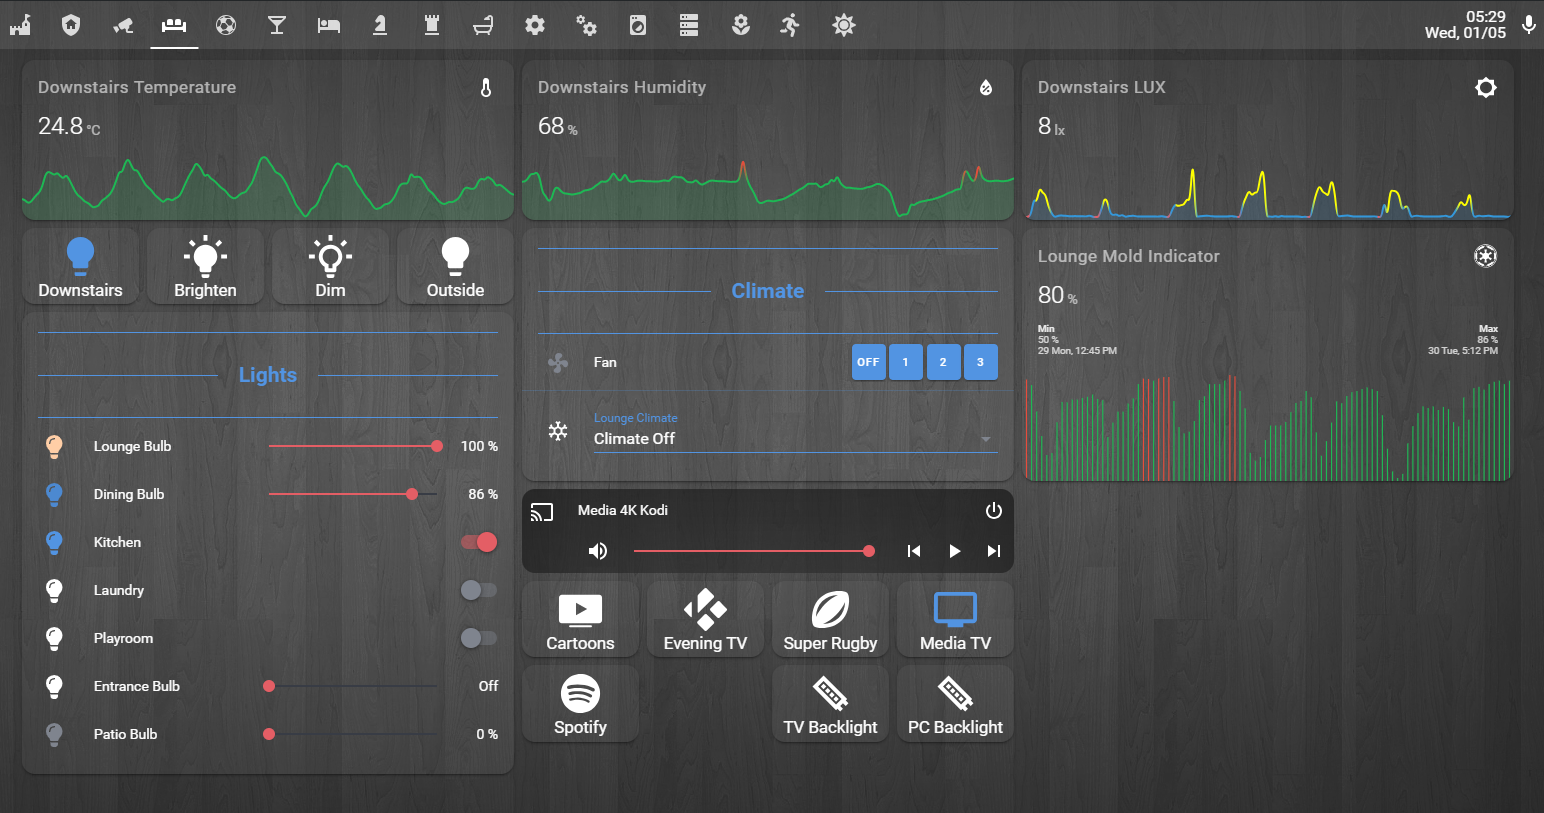 05:29
Wed, 01/05
Downstairs Temperature
24.8 °C
Downstairs Humidity
68 %
Downstairs LUX
8 lx
Downstairs
Brighten
Dim
Outside
Lights
Lounge Bulb
100 %
Dining Bulb
86 %
Kitchen
Laundry
Playroom
Entrance Bulb
Off
Patio Bulb
0 %
Climate
Fan
OFF 1 2 3
Lounge Climate
Climate Off
Media 4K Kodi
Cartoons
Evening TV
Super Rugby
Media TV
Spotify
TV Backlight
PC Backlight
Lounge Mold Indicator
80 %
Min
50 %
29 Mon, 12:45 PM
Max
86 %
30 Tue, 5:12 PM